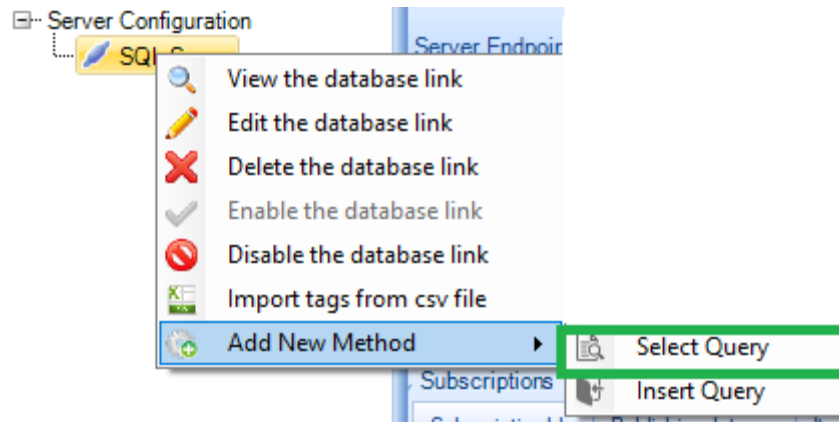 Server Configuration
SQL
Server Endpoin
View the database link
Edit the database link
Delete the database link
Enable the database link
Disable the database link
Import tags from csv file
Add New Method
Select Query
Subscriptions
Insert Query